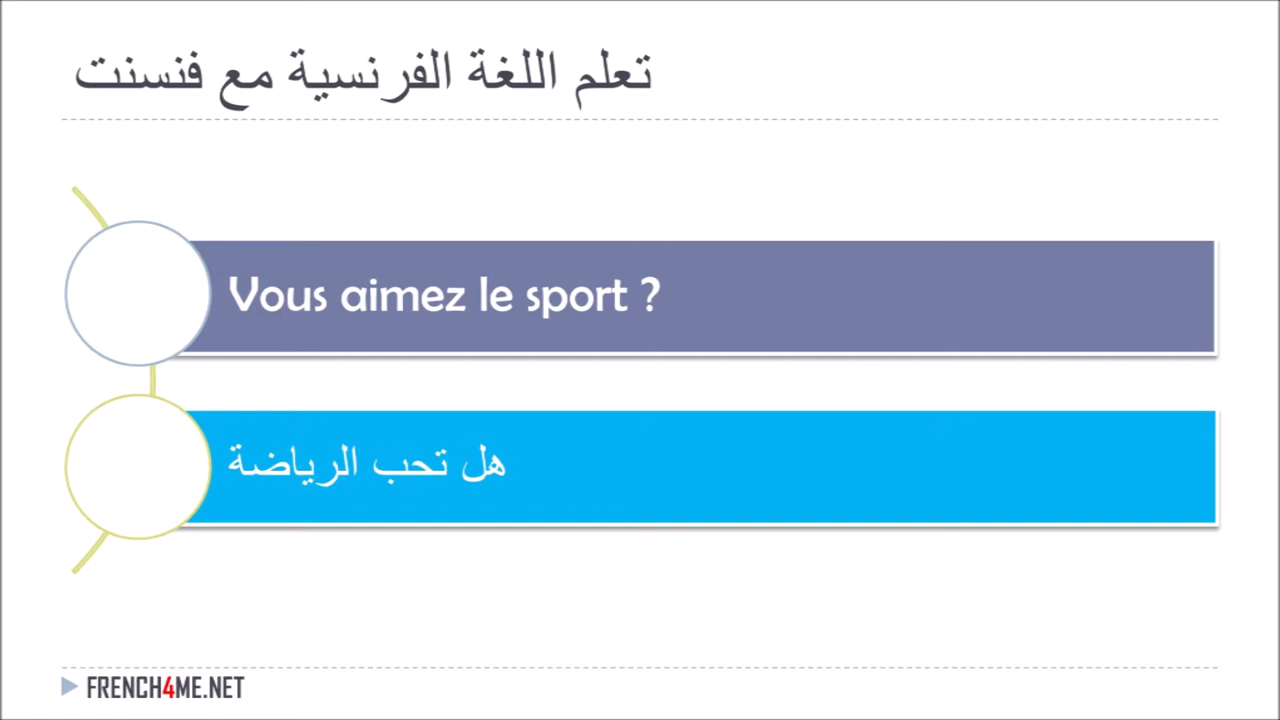 تعلم اللغة الفرنسية مع فنسنت
Vous aimez le sport ?
هل تحب الرياضة
FRENCH4ME.NET